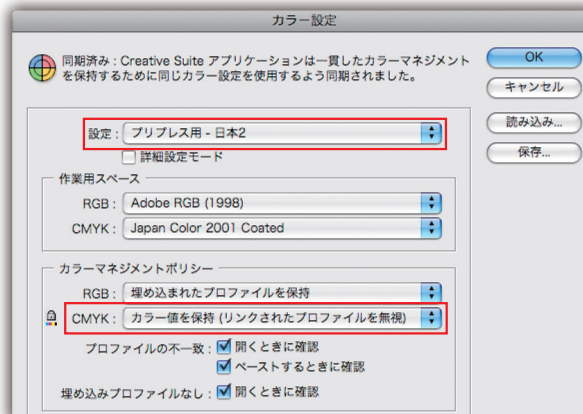 カラー設定
同期済み : Creative Suite アプリケーションは一貫したカラーマネジメント
を保持するために同じカラー設定を使用するよう同期されました。
OK
キャンセル
読み込み...
保存...
設定 : プリプレス用 - 日本2
詳細設定モード
作業用スペース
RGB : Adobe RGB (1998)
CMYK : Japan Color 2001 Coated
カラーマネジメントポリシー
RGB : 埋め込まれたプロファイルを保持
CMYK : カラー値を保持 (リンクされたプロファイルを無視)
プロファイルの不一致 : 開くときに確認
ペーストするときに確認
埋め込みプロファイルなし : 開くときに確認